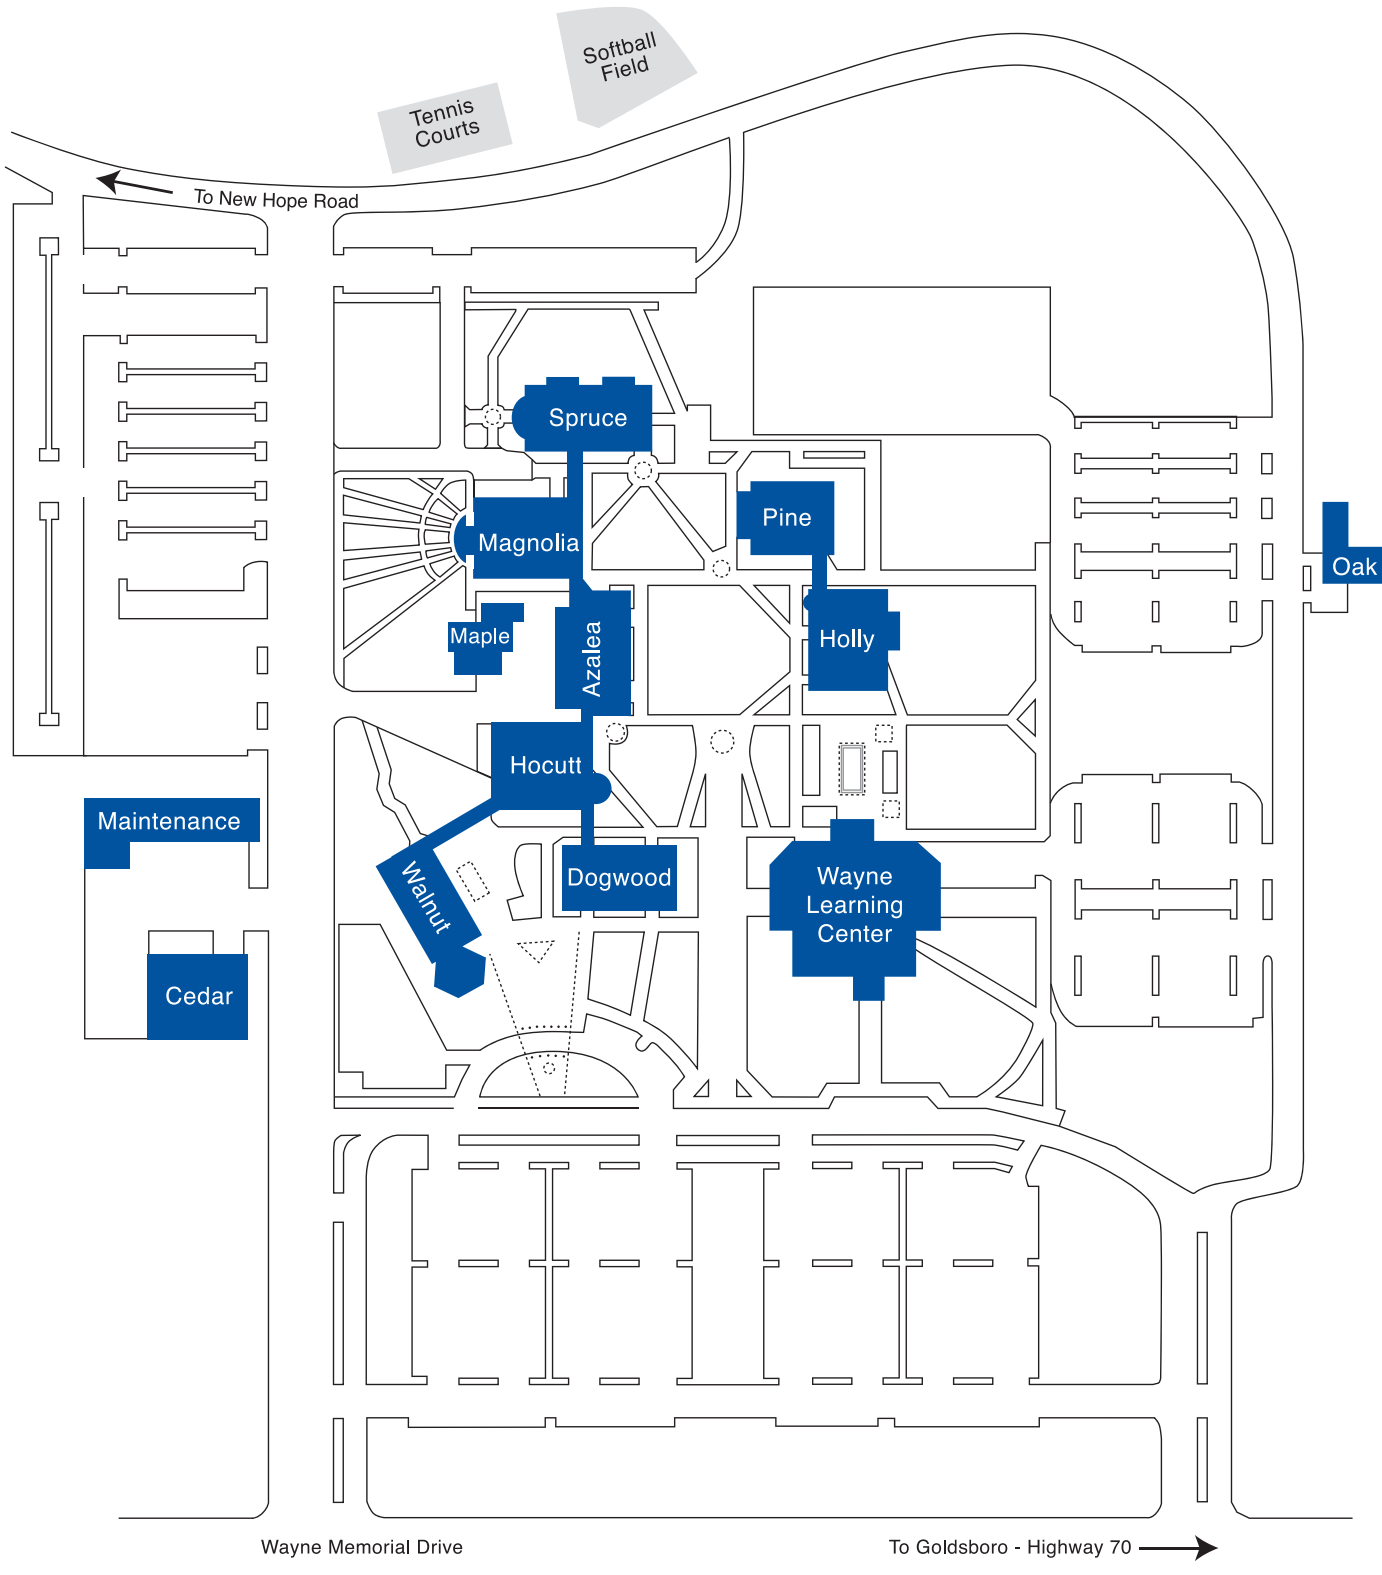 Softball
Field
Tennis
Courts
To New Hope Road
Spruce
Pine
Magnolia
Oak
Maple
Holly
Azalea
Hocutt
Maintenance
Walnut
Dogwood
Wayne
Learning
Center
Cedar
Wayne Memorial Drive
To Goldsboro - Highway 70